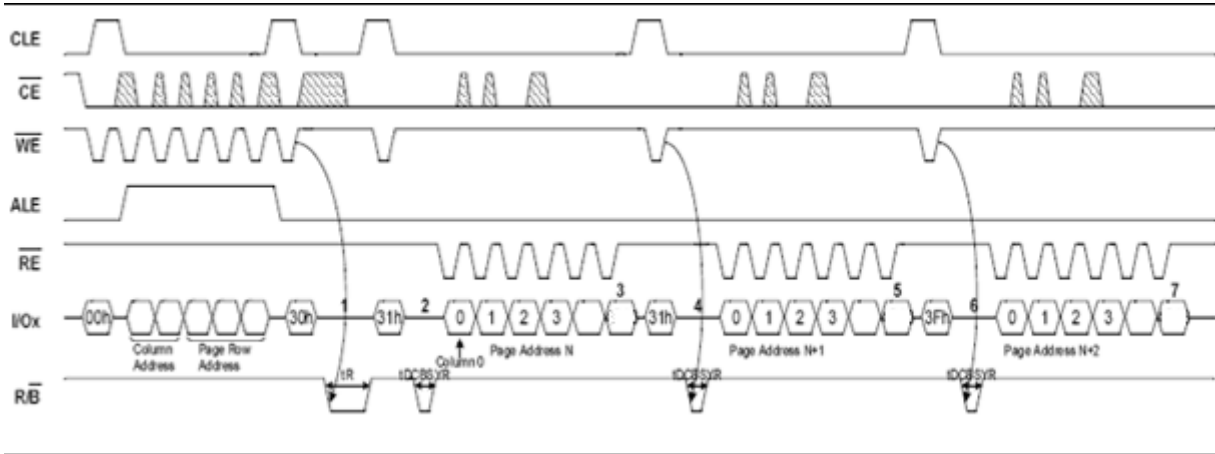 CLE
CE
WE
ALE
RE
I/Ox 00h 30h 1 31h 2 0 1 2 3 3 31h 4 0 1 2 3 5 3Fh 6 0 1 2 3 7
Column Address
Page Row Address
Column 0
Page Address N
Page Address N+1
Page Address N+2
R/B tR tDCBSYR tDCBSYR tDCBSYR